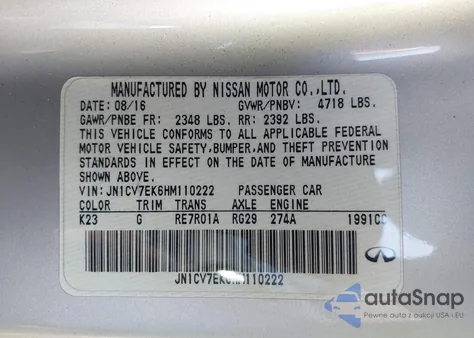 MANUFACTURED BY NISSAN MOTOR CO.,LTD.
DATE: 08/16 GVWR/PNBV: 4718 LBS.
GAWR/PNBE FR: 2348 LBS. RR: 2392 LBS.
THIS VEHICLE CONFORMS TO ALL APPLICABLE FEDERAL
MOTOR VEHICLE SAFETY, BUMPER, AND THEFT PREVENTION
STANDARDS IN EFFECT ON THE DATE OF MANUFACTURE
SHOWN ABOVE.
VIN: JN1CV7EK6HM110222 PASSENGER CAR
COLOR TRIM TRANS AXLE ENGINE
K23 G RE7R01A RG29 274A 1991CC
JN1CV7EK6HM110222
autoSnap
Pewne auta z USA i EU